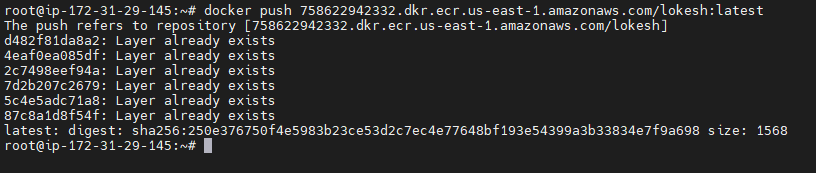 root@ip-172-31-29-145:~# docker push 758622942332.dkr.ecr.us-east-1.amazonaws.com/lokesh:latest
The push refers to repository [758622942332.dkr.ecr.us-east-1.amazonaws.com/lokesh]
d482f81da8a2: Layer already exists
4eaf0ea085df: Layer already exists
2c7498eef94a: Layer already exists
7d2b207c2679: Layer already exists
5c4e5adc71a8: Layer already exists
87c8a1d8f54f: Layer already exists
latest: digest: sha256:250e376750f4e5983b23ce53d2c7ec4e77648bf193e54399a3b33834e7f9a698 size: 1568
root@ip-172-31-29-145:~#